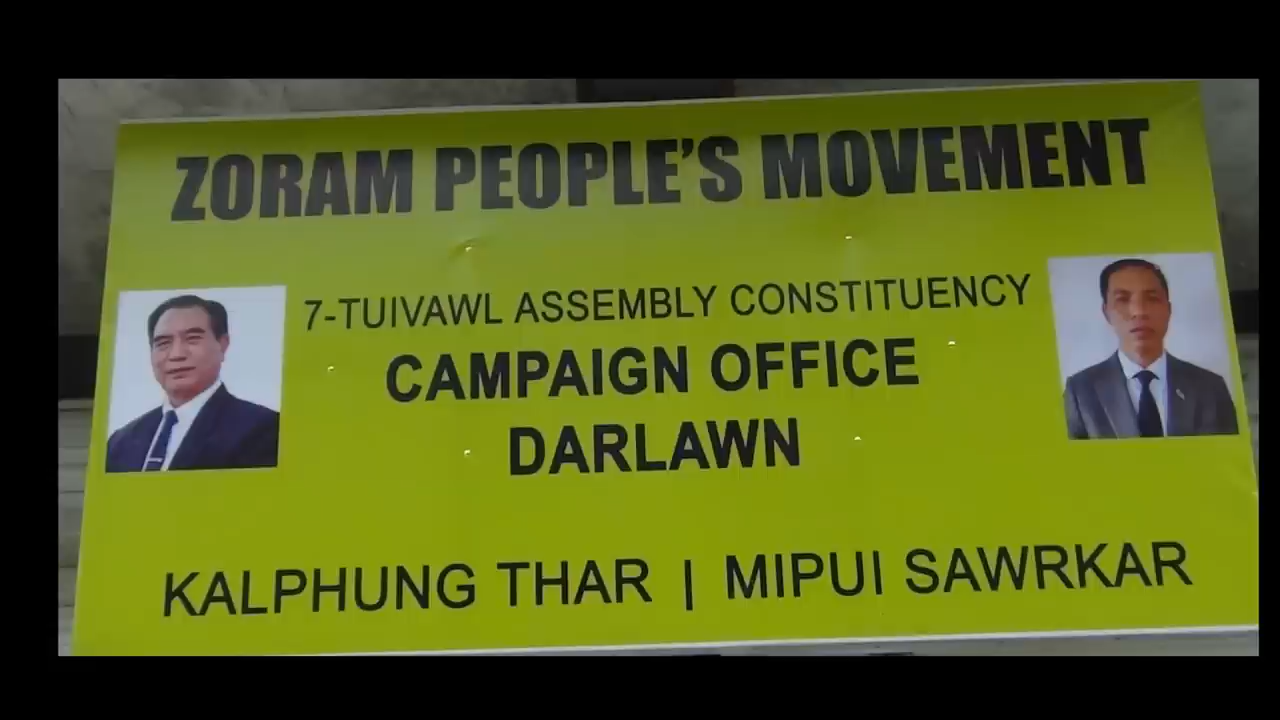 ZORAM PEOPLE'S MOVEMENT
7-TUIVAWL ASSEMBLY CONSTITUENCY
CAMPAIGN OFFICE
DARLAWN
KALPHUNG THAR | MIPUI SAWRKAR